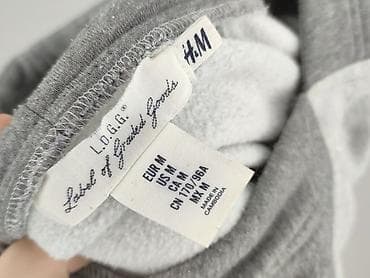 H&M
L.O.G.G.®
Label of Graded Goods
EUR M
US M
CA M
CN 170/96A
MX M
MADE IN
CAMBODIA